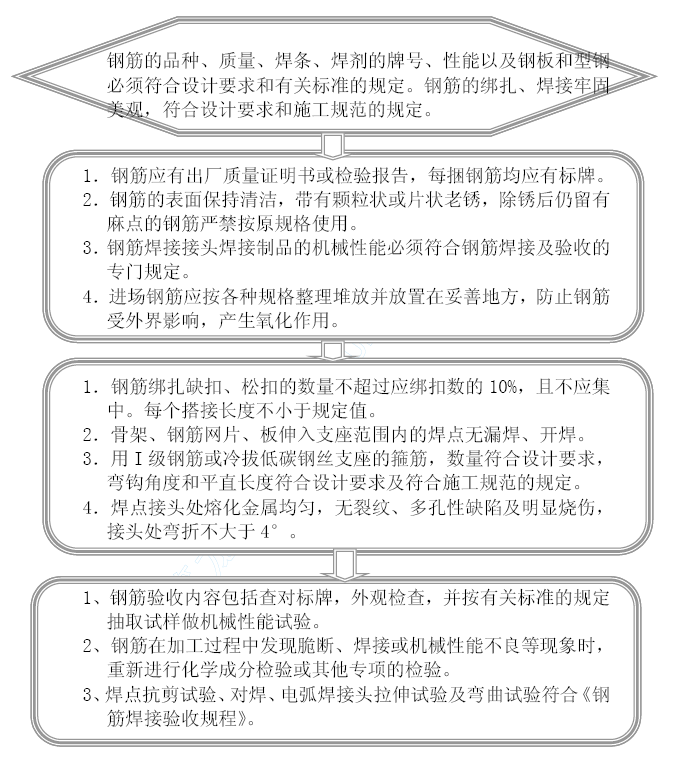 钢筋的品种、质量、焊条、焊剂的牌号、性能以及钢板和型钢
必须符合设计要求和有关标准的规定。钢筋的绑扎、焊接牢固
美观，符合设计要求和施工规范的规定。
1．钢筋应有出厂质量证明书或检验报告，每捆钢筋均应有标牌。
2．钢筋的表面保持清洁，带有颗粒状或片状老锈，除锈后仍留有
麻点的钢筋严禁按原规格使用。
3．钢筋焊接接头焊接制品的机械性能必须符合钢筋焊接及验收的
专门规定。
4．进场钢筋应按各种规格整理堆放并放置在妥善地方，防止钢筋
受外界影响，产生氧化作用。
1．钢筋绑扎缺扣、松扣的数量不超过应绑扣数的 10%，且不应集
中。每个搭接长度不小于规定值。
2．骨架、钢筋网片、板伸入支座范围内的焊点无漏焊、开焊。
3．用 I 级钢筋或冷拔低碳钢丝支座的箍筋，数量符合设计要求，
弯钩角度和平直长度符合设计要求及符合施工规范的规定。
4．焊点接头处熔化金属均匀，无裂纹、多孔性缺陷及明显烧伤，
接头处弯折不大于 4°。
1、钢筋验收内容包括查对标牌，外观检查，并按有关标准的规定
抽取试样做机械性能试验。
2、钢筋在加工过程中发现脆断、焊接或机械性能不良等现象时，
重新进行化学成分检验或其他专项的检验。
3、焊点抗剪试验、对焊、电弧焊接头拉伸试验及弯曲试验符合《钢
筋焊接验收规程》。